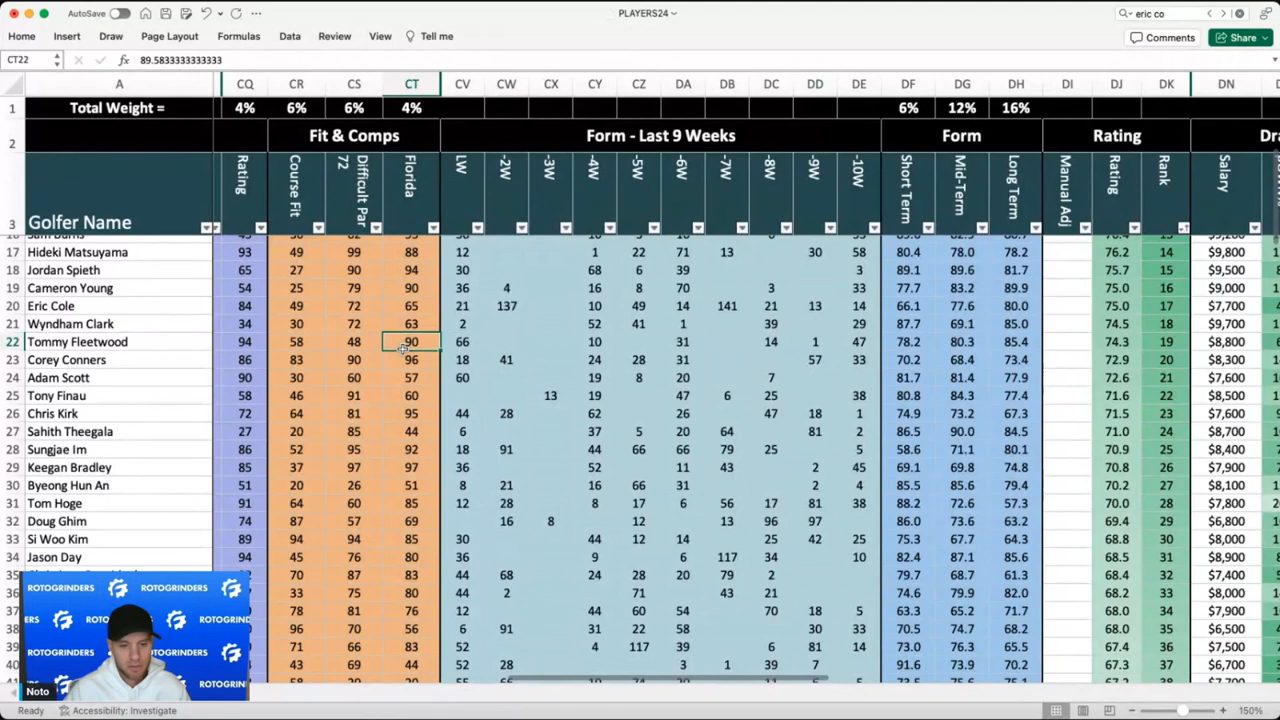 AutoSave
PLAYERS24
eric co
Home Insert Draw Page Layout Formulas Data Review View Tell me Comments Share
CT22 fx 89.5833333333333
A CQ CR CS CT CV CW CX CY CZ DA DB DC DD DE DF DG DH DI DJ DK DN
1 Total Weight = 4% 6% 6% 4% 6% 12% 16%
2 Fit & Comps Form - Last 9 Weeks Form Rating Dra
3 Golfer Name Rating Course Fit Difficult Par 72 Florida LW -2W -3W -4W -5W -6W -7W -8W -9W -10W Short Term Mid-Term Long Term Manual Adj Rating Rank Salary
17 Hideki Matsuyama 93 49 99 88 12 1 22 71 13 30 58 80.4 78.0 78.2 76.2 14 $9,800
18 Jordan Spieth 65 27 90 94 30 68 6 39 3 89.1 89.6 81.7 75.7 15 $9,500
19 Cameron Young 54 25 79 90 36 4 16 8 70 3 33 77.7 83.2 89.9 75.0 16 $9,000
20 Eric Cole 84 49 72 65 21 137 10 49 14 141 21 13 14 66.1 77.6 80.0 75.0 17 $7,700
21 Wyndham Clark 34 30 72 63 2 52 41 1 39 29 87.7 69.1 85.0 74.5 18 $9,700
22 Tommy Fleetwood 94 58 48 90 66 10 31 14 1 47 78.2 80.3 85.4 74.3 19 $8,800
23 Corey Conners 86 83 90 96 18 41 24 28 31 57 33 70.2 68.4 78.3 72.9 20 $8,300
24 Adam Scott 90 30 60 57 60 19 8 20 7 81.7 81.4 77.9 72.6 21 $7,600
25 Tony Finau 58 46 91 60 13 19 47 6 25 38 80.8 84.3 77.4 71.6 22 $8,500
26 Chris Kirk 72 64 81 95 44 28 62 26 47 18 1 74.9 73.2 67.3 71.5 23 $7,600
27 Sahith Theegala 27 20 85 44 6 37 5 20 64 81 2 86.5 90.0 84.5 71.0 24 $8,700
28 Sungjae Im 86 52 95 92 18 91 44 66 66 79 25 5 58.6 71.1 80.1 70.9 25 $8,400
29 Keegan Bradley 85 37 97 97 36 52 11 43 2 45 69.1 69.8 74.8 70.8 26 $7,900
30 Byeong Hun An 51 20 26 51 8 21 16 66 31 2 4 88.5 85.6 79.4 70.2 27 $8,100
31 Tom Hoge 91 64 60 85 12 28 8 17 6 56 17 81 38 88.2 72.6 57.3 70.1 28 $7,800
32 Doug Ghim 74 87 57 69 16 8 12 13 96 97 86.0 73.6 63.2 69.4 29 $6,800
33 Si Woo Kim 89 94 94 85 30 44 12 14 25 42 25 75.3 67.7 64.3 68.8 30 $8,000
34 Jason Day 94 45 76 80 36 9 6 117 34 10 82.4 87.1 85.6 68.5 31 $8,900
35 70 87 83 44 68 24 28 20 79 2 79.7 68.7 61.3 68.4 32 $7,400
33 75 80 44 2 71 43 21 74.6 79.9 82.0 68.2 33 $7,600
37 78 81 76 12 44 60 54 70 18 5 63.3 65.2 71.7 68.0 34 $7,900
38 96 70 56 6 91 31 22 58 30 33 70.5 74.7 68.2 68.0 35 $6,500
39 71 66 83 52 4 117 39 6 81 14 73.0 76.3 65.5 67.4 36 $7,500
40 43 69 44 52 28 3 1 39 7 91.6 73.9 70.2 67.3 37 $6,700
ROTOGRINDERS
Noto
Ready Accessibility: Investigate 150%